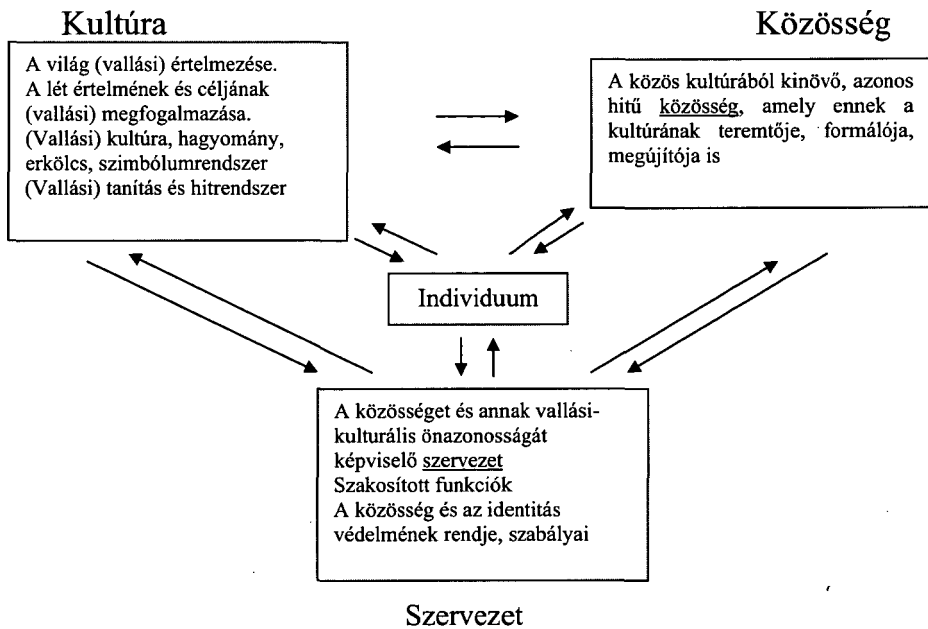 Kultúra
A világ (vallási) értelmezése.
A lét értelmének és céljának
(vallási) megfogalmazása.
(Vallási) kultúra, hagyomány,
erkölcs, szimbólumrendszer
(Vallási) tanítás és hitrendszer
Közösség
A közös kultúrából kinövő, azonos
hitű közösség, amely ennek a
kultúrának teremtője, formálója,
megújítója is
Individuum
A közösséget és annak vallási-
kulturális önazonosságát
képviselő szervezet
Szakosított funkciók
A közösség és az identitás
védelmének rendje, szabályai
Szervezet